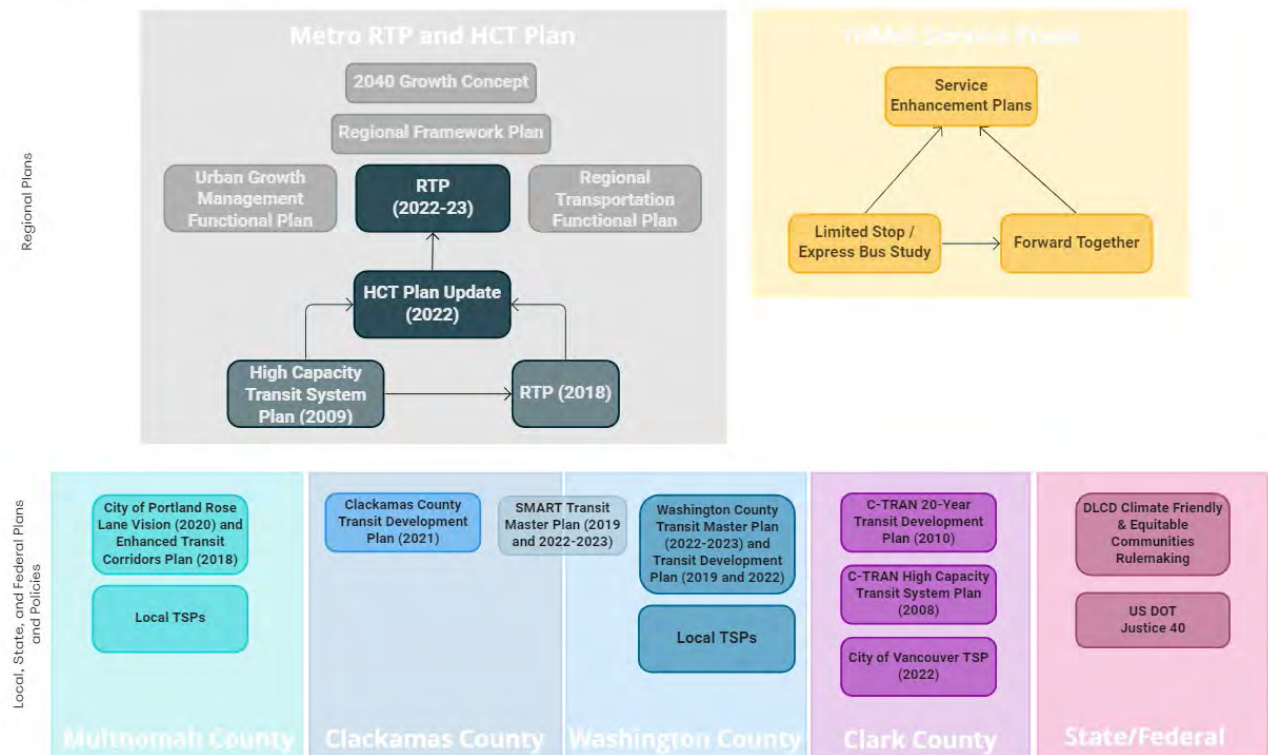 Metro RTP and HCT Plan
2040 Growth Concept
Regional Framework Plan
Urban Growth
Management
Functional Plan
RTP
(2022-23)
Regional
Transportation
Functional Plan
HCT Plan Update
(2022)
High Capacity
Transit System
Plan (2009)
RTP (2018)
TriMet Service Plans
Service
Enhancement Plans
Limited Stop /
Express Bus Study
Forward Together
Regional Plans
Local, State, and Federal Plans
and Policies
City of Portland Rose
Lane Vision (2020) and
Enhanced Transit
Corridors Plan (2018)
Local TSPs
Multnomah County
Clackamas County
Transit Development
Plan (2021)
SMART Transit
Master Plan (2019
and 2022-2023)
Clackamas County
Washington County
Transit Master Plan
(2022-2023) and
Transit Development
Plan (2019 and 2022)
Local TSPs
Washington County
C-TRAN 20-Year
Transit Development
Plan (2010)
C-TRAN High Capacity
Transit System Plan
(2008)
City of Vancouver TSP
(2022)
Clark County
DLCD Climate Friendly
& Equitable
Communities
Rulemaking
US DOT
Justice 40
State/Federal